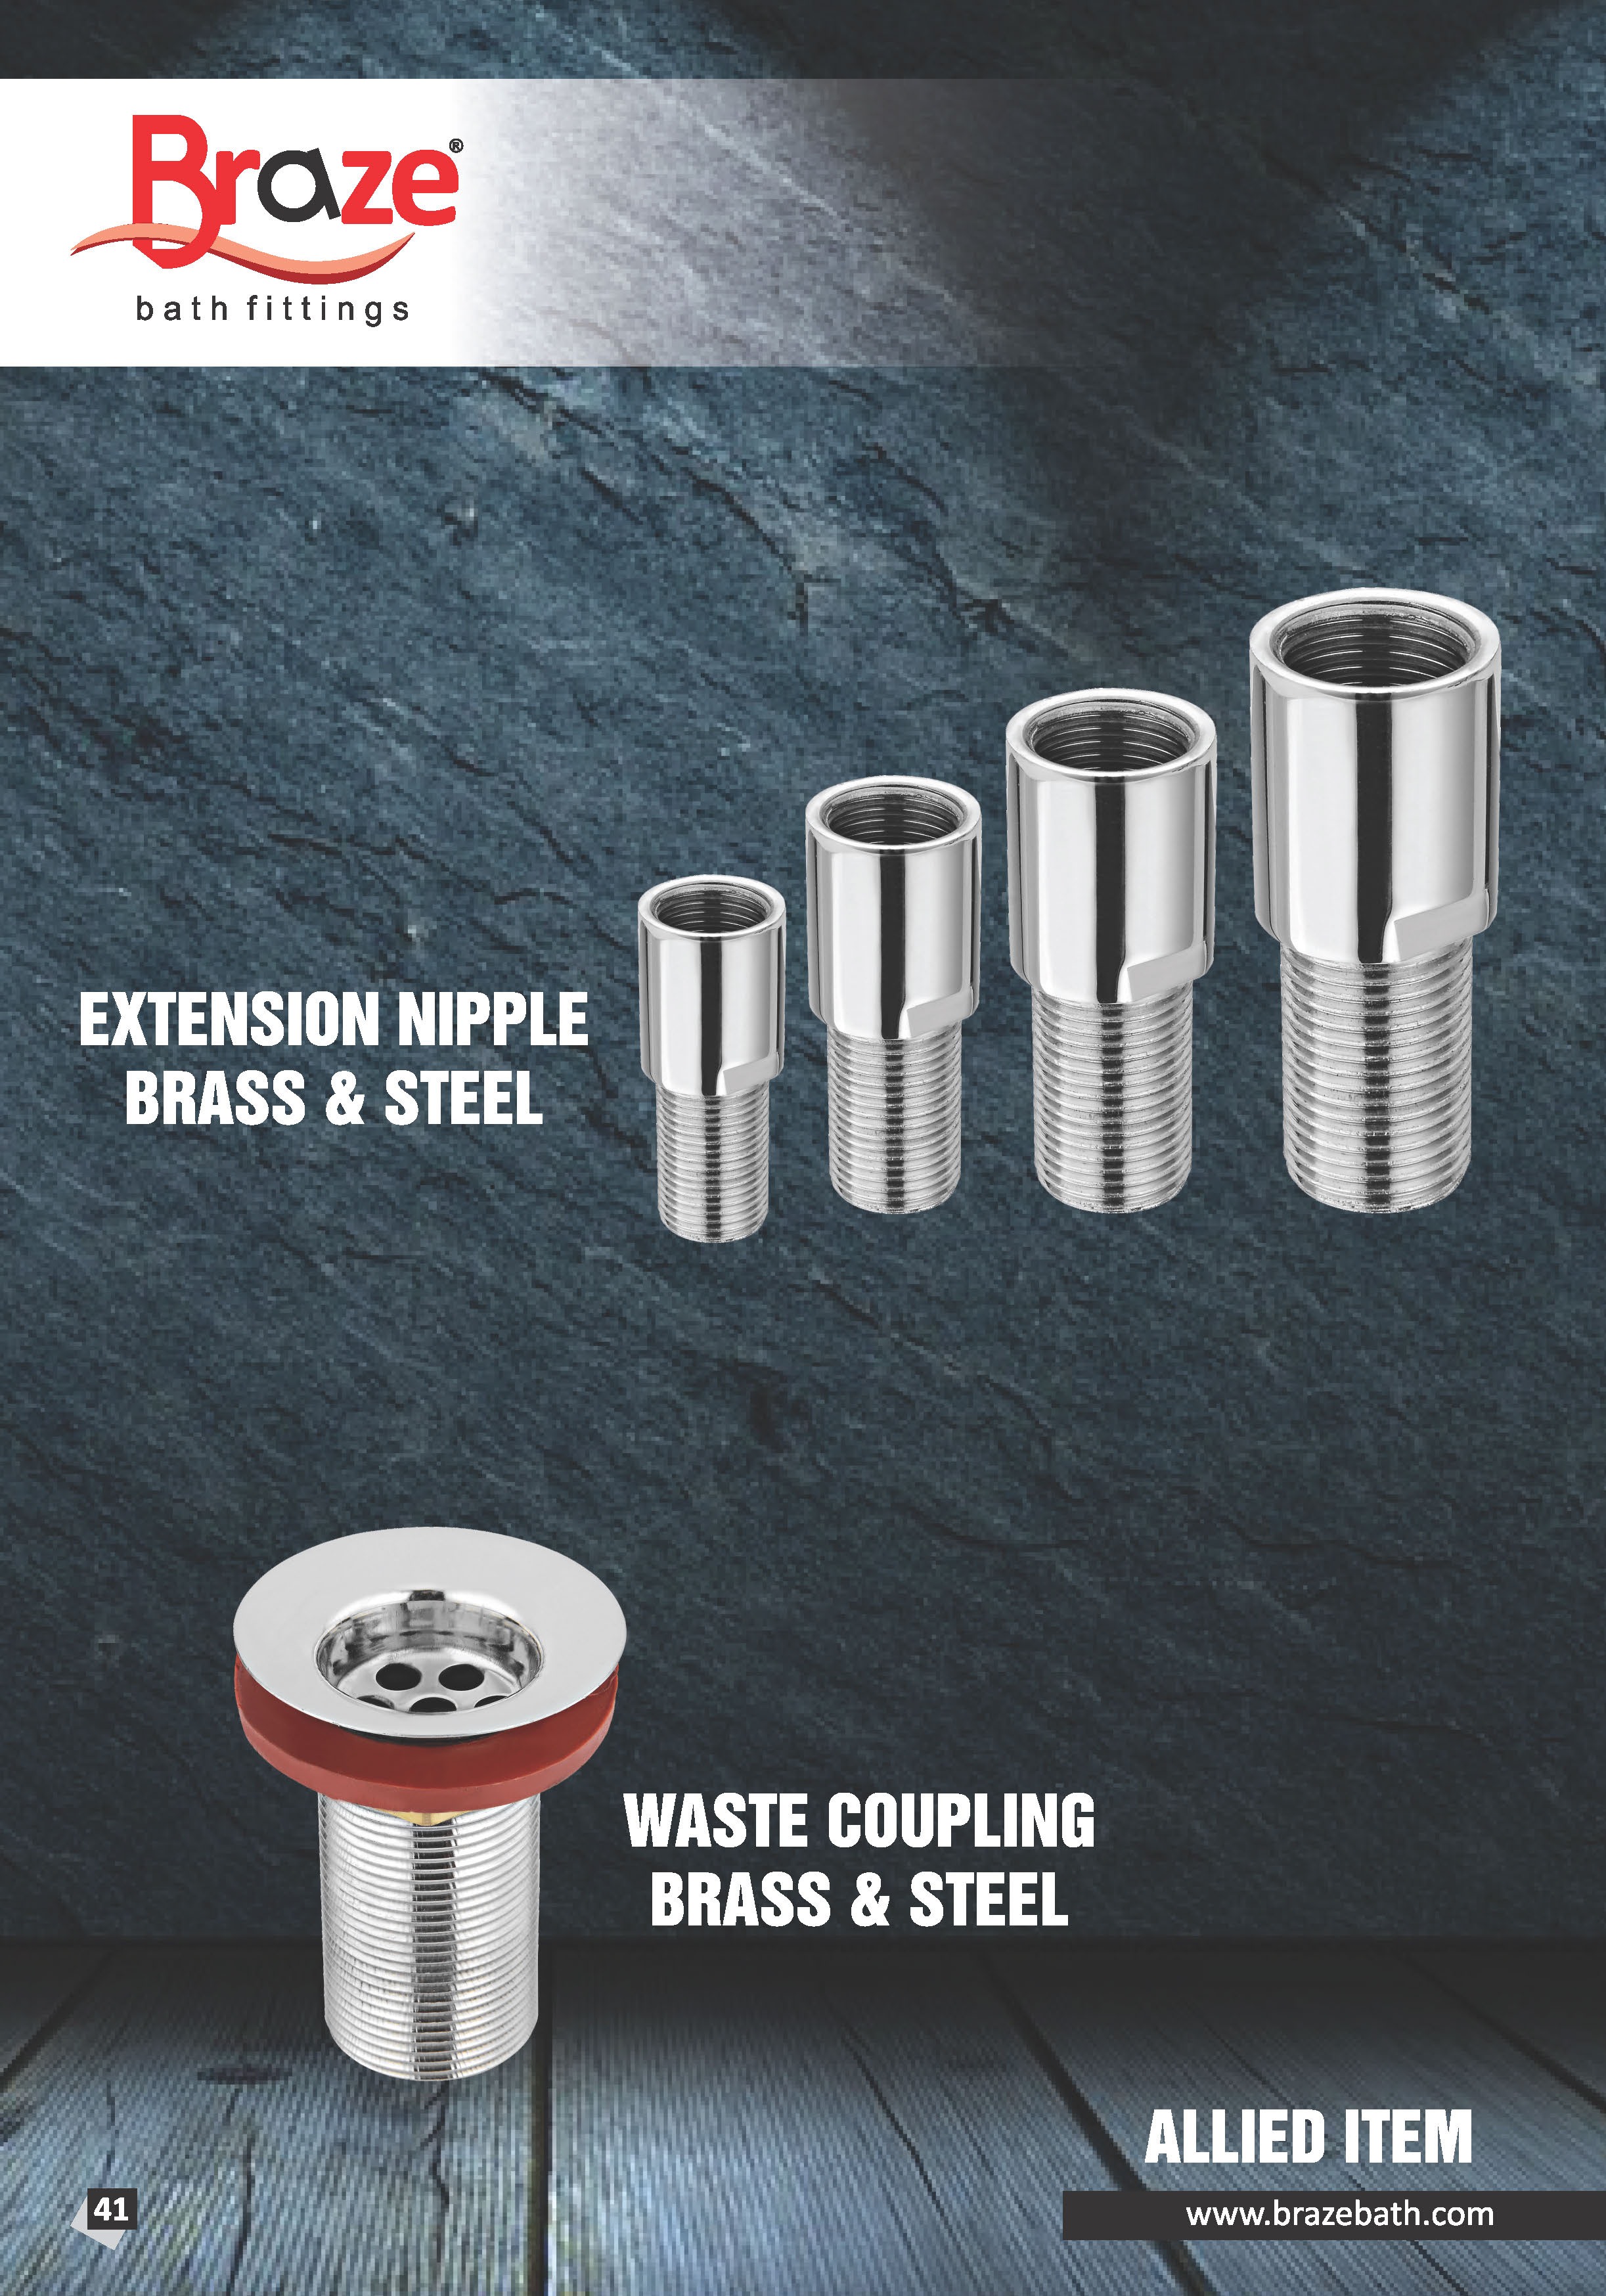 Braze®
bath fittings
EXTENSION NIPPLE
BRASS & STEEL
WASTE COUPLING
BRASS & STEEL
ALLIED ITEM
41
www.brazebath.com